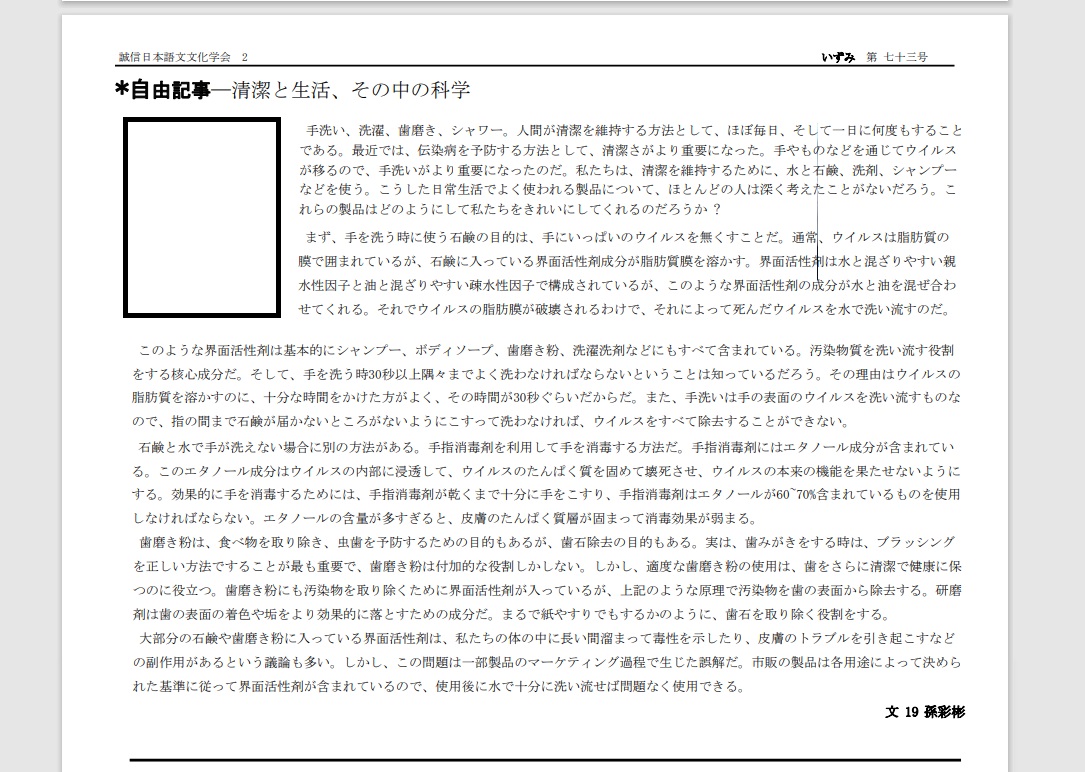 誠信日本語文文化学会 2
いずみ 第 七十三号
*自由記事―清潔と生活、その中の科学
手洗い、洗濯、歯磨き、シャワー。人間が清潔を維持する方法として、ほぼ毎日、そして一日に何度もすること
である。最近では、伝染病を予防する方法として、清潔さがより重要になった。手やものなどを通じてウイルス
が移るので、手洗いがより重要になったのだ。私たちは、清潔を維持するために、水と石鹸、洗剤、シャンプー
などを使う。こうした日常生活でよく使われる製品について、ほとんどの人は深く考えたことがないだろう。こ
れらの製品はどのようにして私たちをきれいにしてくれるのだろうか？
まず、手を洗う時に使う石鹸の目的は、手にいっぱいのウイルスを無くすことだ。通常、ウイルスは脂肪質の
膜で囲まれているが、石鹸に入っている界面活性剤成分が脂肪質膜を溶かす。界面活性剤は水と混ざりやすい親
水性因子と油と混ざりやすい疎水性因子で構成されているが、このような界面活性剤の成分が水と油を混ぜ合わ
せてくれる。それでウイルスの脂肪膜が破壊されるわけで、それによって死んだウイルスを水で洗い流すのだ。
このような界面活性剤は基本的にシャンプー、ボディソープ、歯磨き粉、洗濯洗剤などにもすべて含まれている。汚染物質を洗い流す役割
をする核心成分だ。そして、手を洗う時30秒以上隅々までよく洗わなければならないということは知っているだろう。その理由はウイルスの
脂肪質を溶かすのに、十分な時間をかけた方がよく、その時間が30秒ぐらいだからだ。また、手洗いは手の表面のウイルスを洗い流すものな
ので、指の間まで石鹸が届かないところがないようにこすって洗わなければ、ウイルスをすべて除去することができない。
石鹸と水で手が洗えない場合に別の方法がある。手指消毒剤を利用して手を消毒する方法だ。手指消毒剤にはエタノール成分が含まれてい
る。このエタノール成分はウイルスの内部に浸透して、ウイルスのたんぱく質を固めて壊死させ、ウイルスの本来の機能を果たせないように
する。効果的に手を消毒するためには、手指消毒剤が乾くまで十分に手をこすり、手指消毒剤はエタノールが60~70%含まれているものを使用
しなければならない。エタノールの含量が多すぎると、皮膚のたんぱく質層が固まって消毒効果が弱まる。
歯磨き粉は、食べ物を取り除き、虫歯を予防するための目的もあるが、歯石除去の目的もある。実は、歯みがきをする時は、ブラッシング
を正しい方法ですることが最も重要で、歯磨き粉は付加的な役割しかしない。しかし、適度な歯磨き粉の使用は、歯をさらに清潔で健康に保
つのに役立つ。歯磨き粉にも汚染物を取り除くために界面活性剤が入っているが、上記のような原理で汚染物を歯の表面から除去する。研磨
剤は歯の表面の着色や垢をより効果的に落とすための成分だ。まるで紙やすりでもするかのように、歯石を取り除く役割をする。
大部分の石鹸や歯磨き粉に入っている界面活性剤は、私たちの体の中に長い間溜まって毒性を示したり、皮膚のトラブルを引き起こすなど
の副作用があるという議論も多い。しかし、この問題は一部製品のマーケティング過程で生じた誤解だ。市販の製品は各用途によって決めら
れた基準に従って界面活性剤が含まれているので、使用後に水で十分に洗い流せば問題なく使用できる。
文 19 孫彩彬